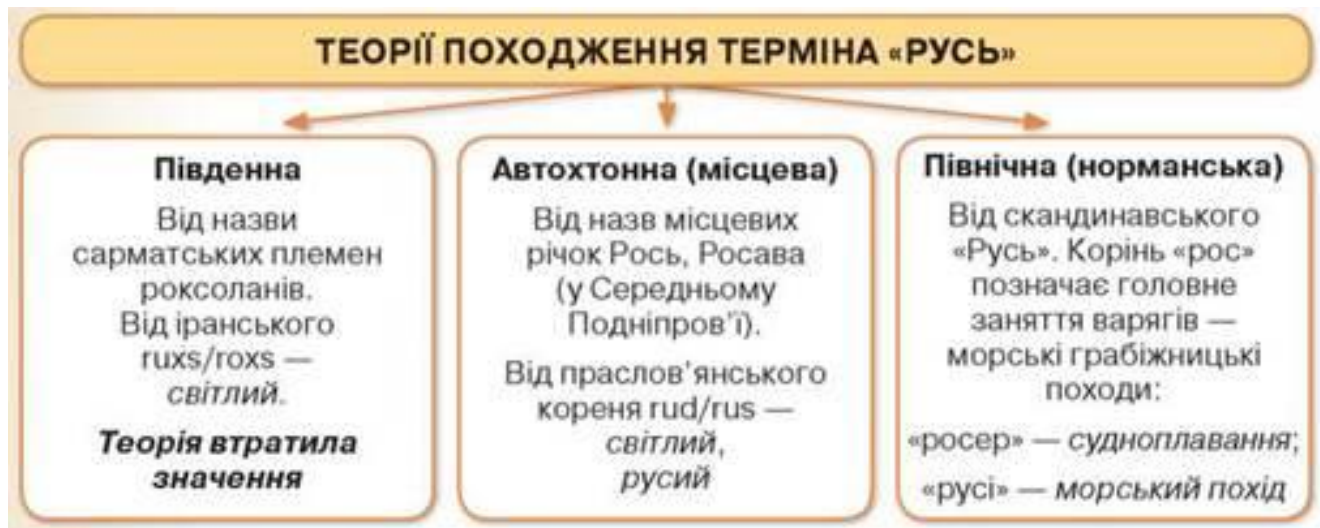 ТЕОРІЇ ПОХОДЖЕННЯ ТЕРМІНА «РУСЬ»
Південна
Від назви
сарматських племен
роксоланів.
Від іранського
ruxs/roxs —
світлий.
Теорія втратила
значення
Автохтонна (місцева)
Від назв місцевих
річок Рось, Росава
(у Середньому
Подніпров’ї).
Від праслов’янського
кореня rud/rus —
світлий,
русий
Північна (норманська)
Від скандинавського
«Русь». Корінь «рос»
позначає головне
заняття варягів —
морські грабіжницькі
походи:
«росер» — судноплавання;
«русі» — морський похід